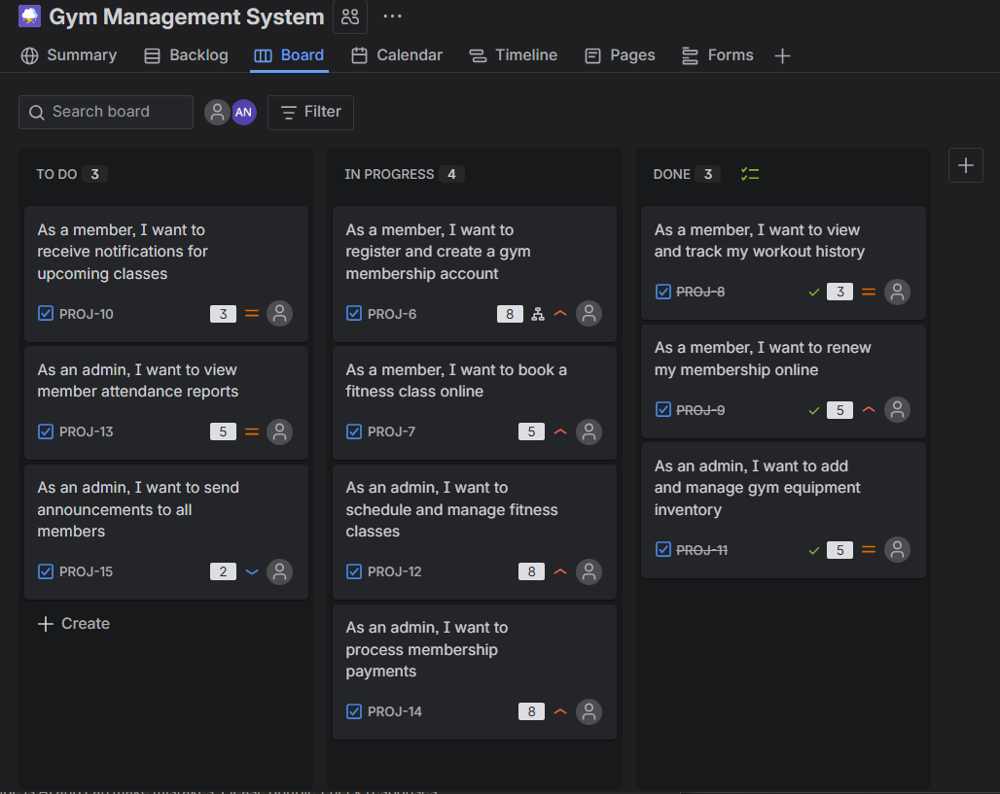 Gym Management System
Summary
Backlog
Board
Calendar
Timeline
Pages
Forms
Search board
AN
Filter
TO DO 3
As a member, I want to
receive notifications for
upcoming classes
PROJ-10 3
As an admin, I want to view
member attendance reports
PROJ-13 5
As an admin, I want to send
announcements to all
members
PROJ-15 2
Create
IN PROGRESS 4
As a member, I want to
register and create a gym
membership account
PROJ-6 8
As a member, I want to book a
fitness class online
PROJ-7 5
As an admin, I want to
schedule and manage fitness
classes
PROJ-12 8
As an admin, I want to
process membership
payments
PROJ-14 8
DONE 3
As a member, I want to view
and track my workout history
PROJ-8 3
As a member, I want to renew
my membership online
PROJ-9 5
As an admin, I want to add
and manage gym equipment
inventory
PROJ-11 5